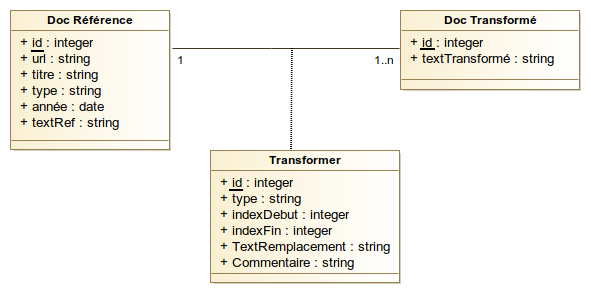 Doc Référence
+ id : integer
+ url : string
+ titre : string
+ type : string
+ année : date
+ textRef : string
1
1..n
Doc Transformé
+ id : integer
+ textTransformé : string
Transformer
+ id : integer
+ type : string
+ indexDebut : integer
+ indexFin : integer
+ TextRemplacement : string
+ Commentaire : string